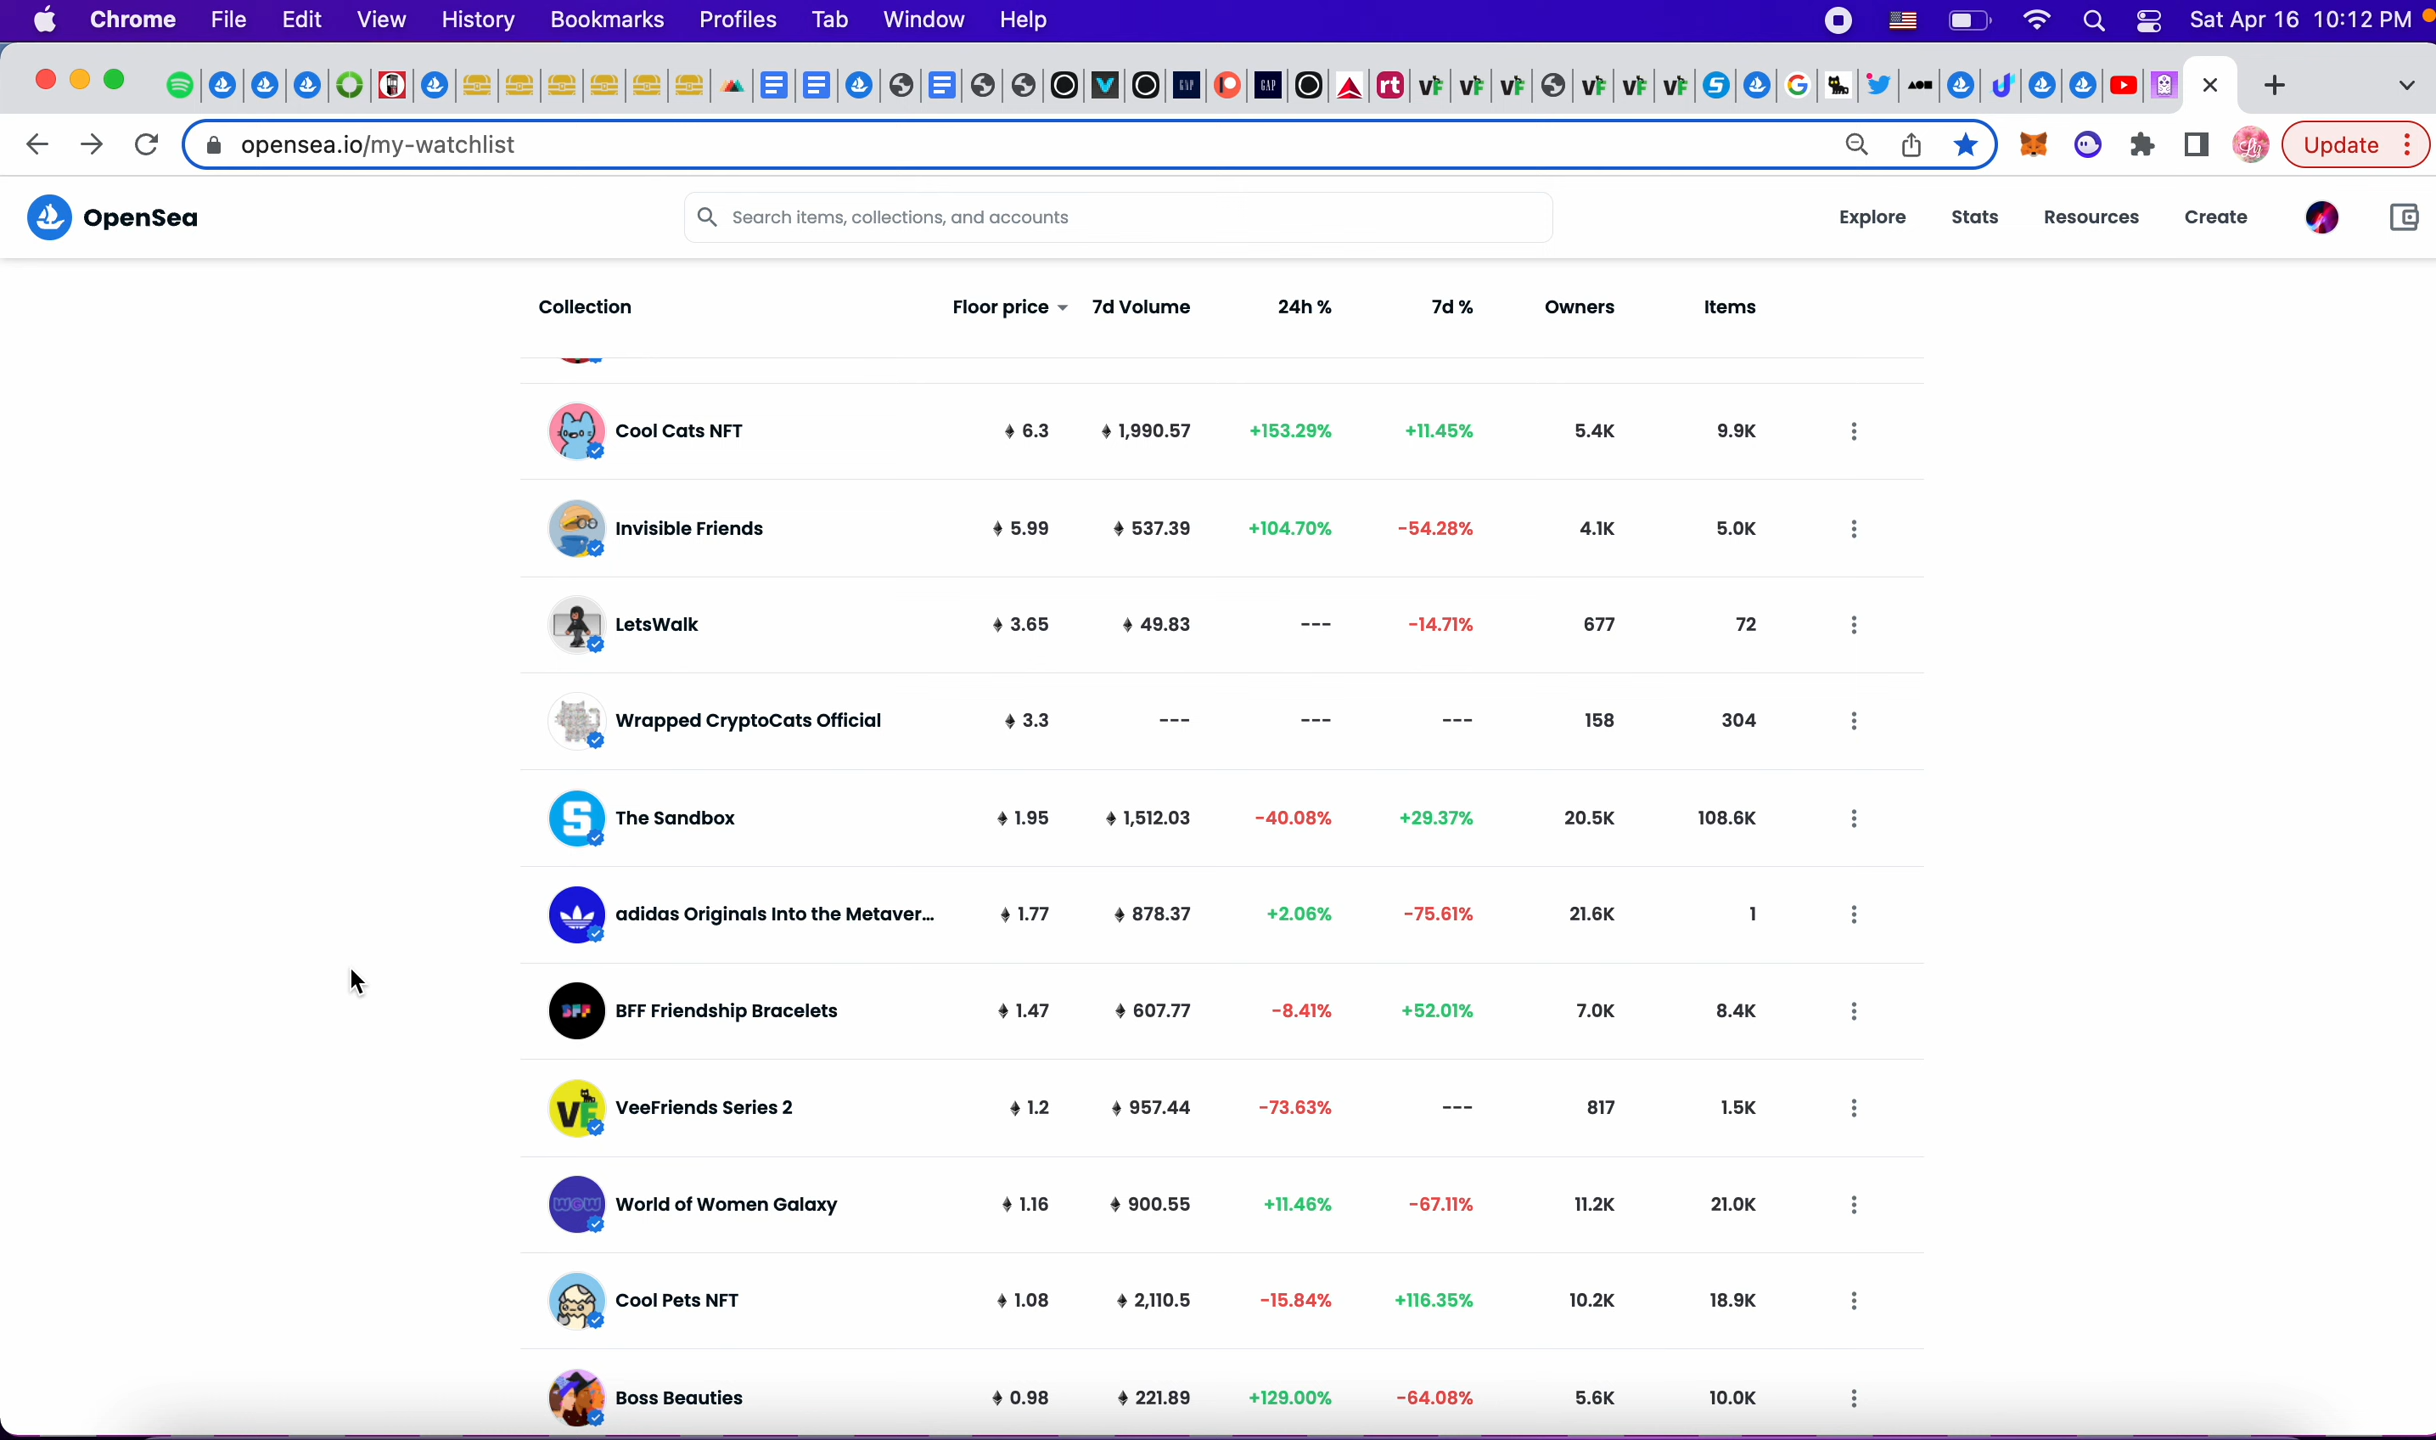 Chrome File Edit View History Bookmarks Profiles Tab Window Help Sat Apr 16 10:12 PM
opensea.io/my-watchlist Update
OpenSea Search items, collections, and accounts Explore Stats Resources Create
Collection Floor price 7d Volume 24h % 7d % Owners Items
Cool Cats NFT 6.3 1,990.57 +153.29% +11.45% 5.4K 9.9K
Invisible Friends 5.99 537.39 +104.70% -54.28% 4.1K 5.0K
LetsWalk 3.65 49.83 --- -14.71% 677 72
Wrapped CryptoCats Official 3.3 --- --- --- 158 304
The Sandbox 1.95 1,512.03 -40.08% +29.37% 20.5K 108.6K
adidas Originals Into the Metaver... 1.77 878.37 +2.06% -75.61% 21.6K 1
BFF Friendship Bracelets 1.47 607.77 -8.41% +52.01% 7.0K 8.4K
VeeFriends Series 2 1.2 957.44 -73.63% --- 817 1.5K
World of Women Galaxy 1.16 900.55 +11.46% -67.11% 11.2K 21.0K
Cool Pets NFT 1.08 2,110.5 -15.84% +116.35% 10.2K 18.9K
Boss Beauties 0.98 221.89 +129.00% -64.08% 5.6K 10.0K